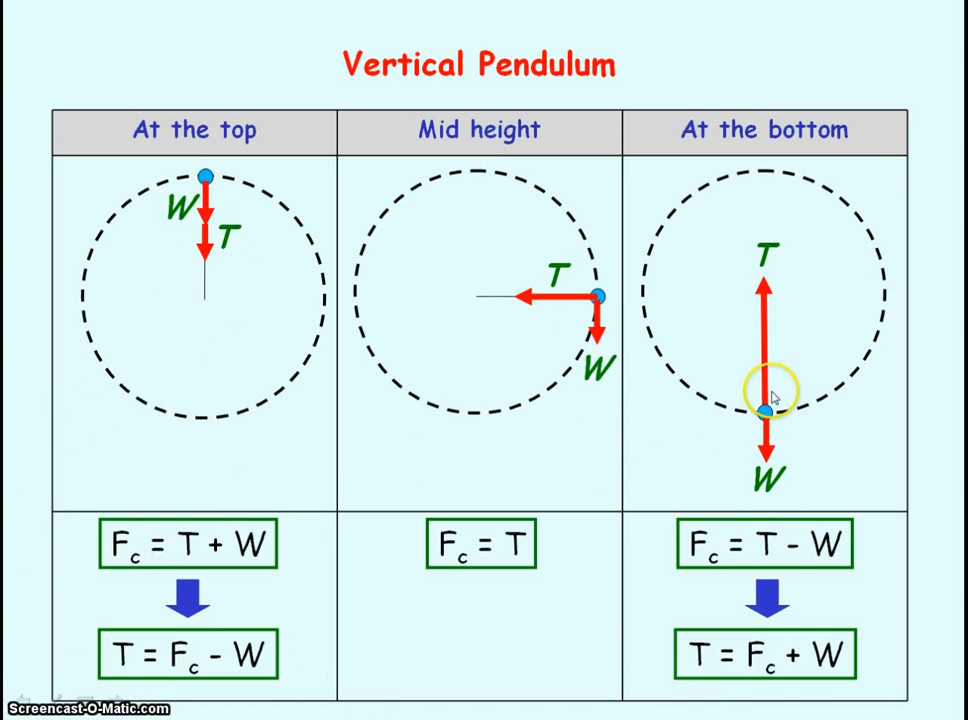 Vertical Pendulum
At the top
Mid height
At the bottom
W
T
T
W
T
W
Fc = T + W
Fc = T
Fc = T - W
T = Fc - W
T = Fc + W
Screencast-O-Matic.com